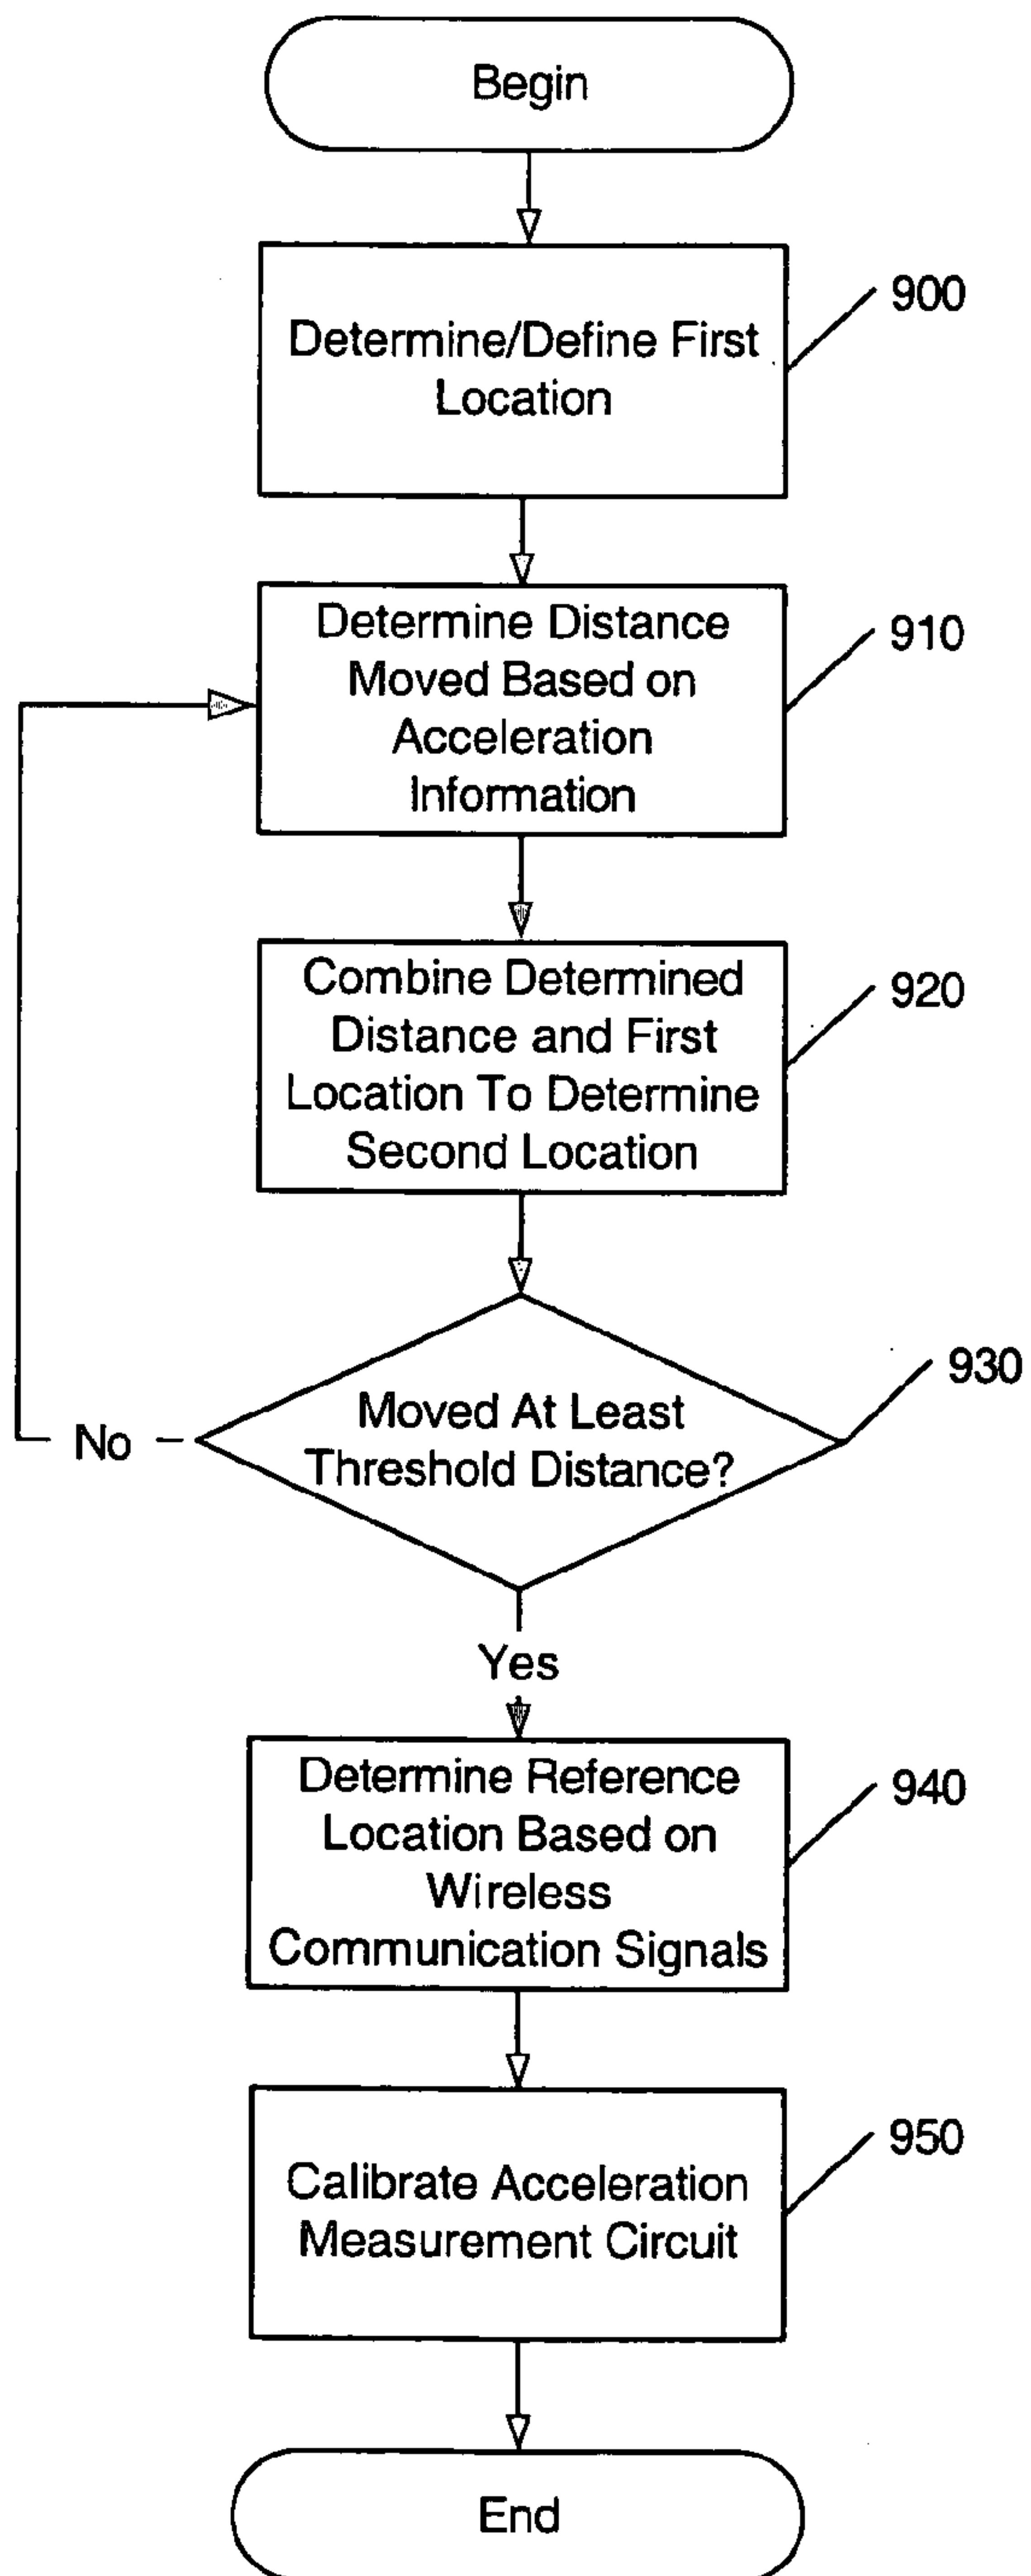 Begin
900
Determine/Define First
Location
Determine Distance
910
Moved Based on
Acceleration
Information
Combine Determined
920
Distance and First
Location To Determine
Second Location
930
Moved At Least
No
Threshold Distance?
Yes
Determine Reference
940
Location Based on
Wireless
Communication Signals
950
Calibrate Acceleration
Measurement Circuit
End